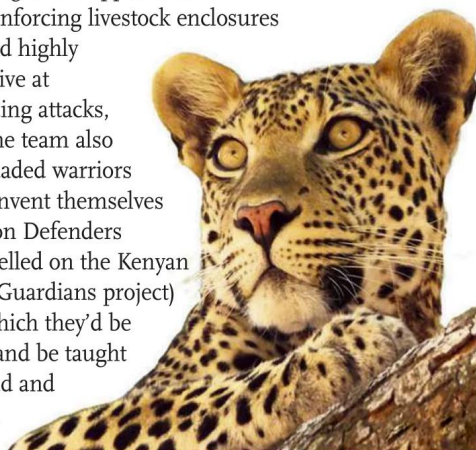 nforcing livestock enclosures
d highly
ive at
ing attacks,
ne team also
aded warriors
nvent themselves
on Defenders
elled on the Kenyan
Guardians project)
hich they'd be
and be taught
d and